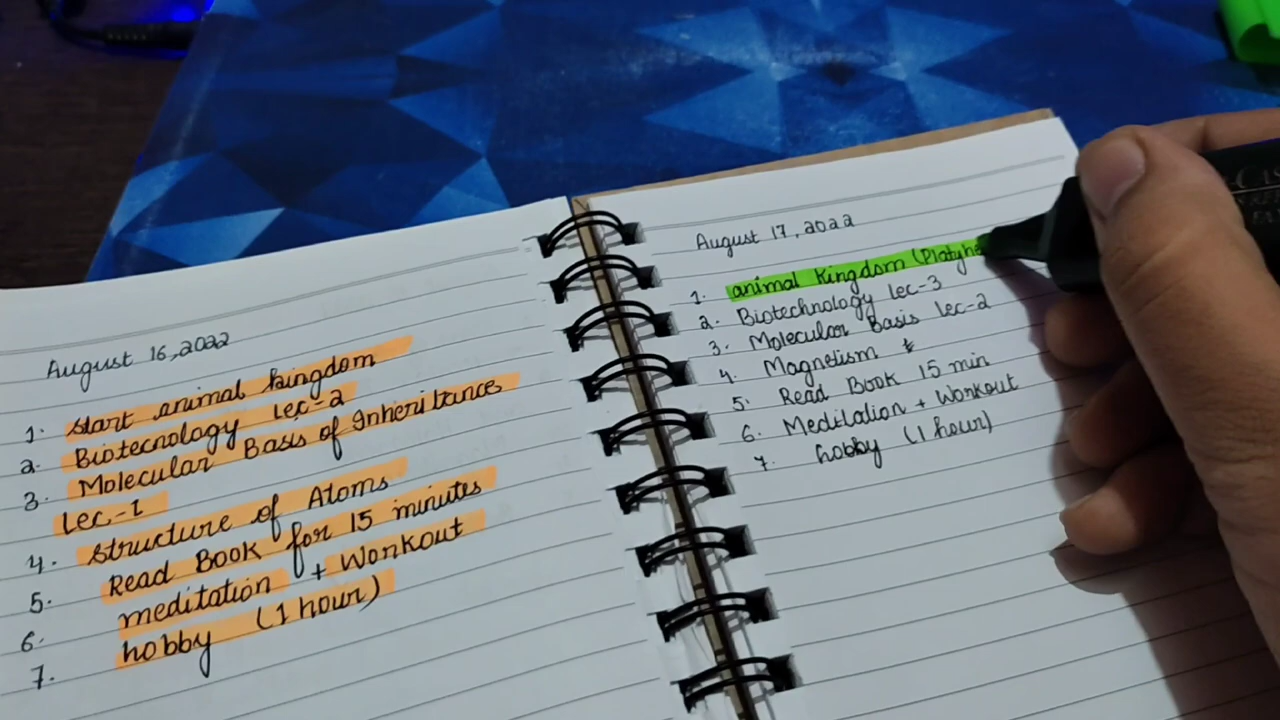 August 16, 2022
1. start animal kingdom
2. Biotecnology lec-2
3. Molecular Basis of Inheritance
lec-1
4. structure of Atoms
5. Read Book for 15 minutes
6. meditation + Workout
7. hobby (1 hour)
August 17, 2022
1. animal kingdom (Platyhe
2. Biotechnology lec-3
3. Molecular Basis lec-2
4. Magnetism
5. Read Book 15 min
6. Meditation + Workout
7. hobby (1 hour)